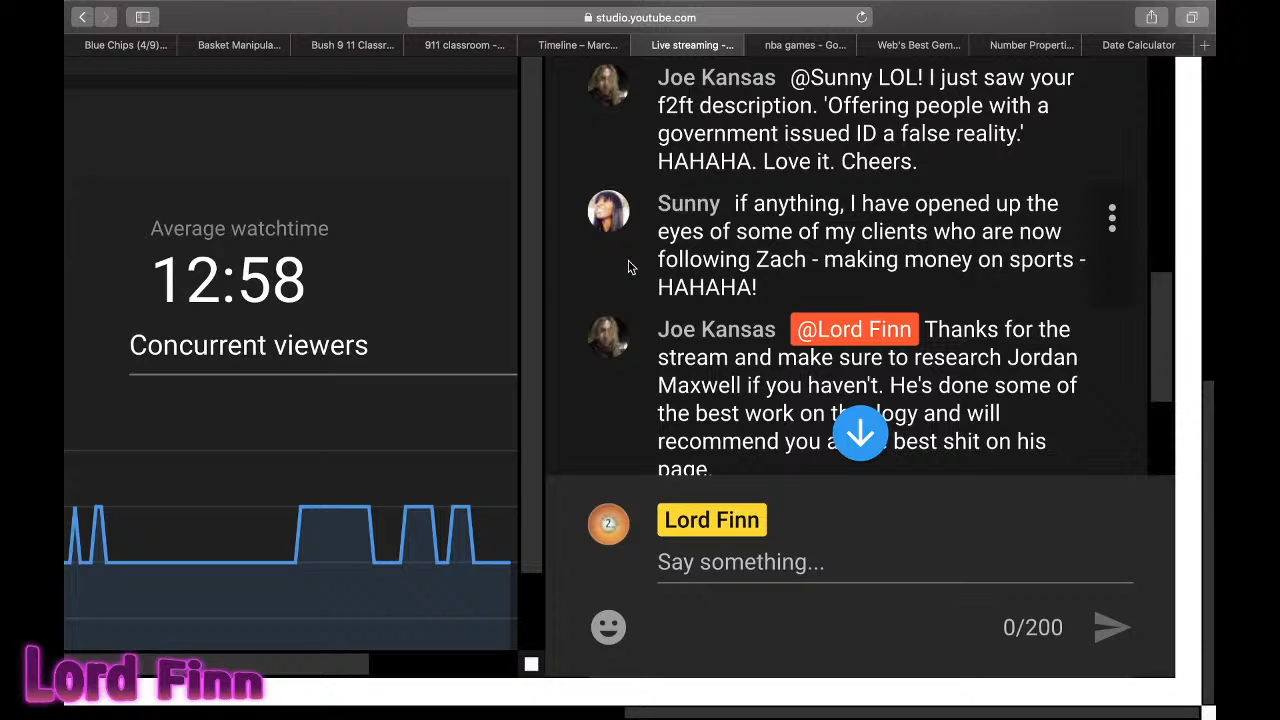 studio.youtube.com
Blue Chips (4/9)...
Basket Manipula...
Bush 9 11 Classr...
911 classroom -...
Timeline – Marc...
Live streaming -...
nba games - Go...
Web's Best Gem...
Number Properti...
Date Calculator
Average watchtime
12:58
Concurrent viewers
Joe Kansas @Sunny LOL! I just saw your
f2ft description. 'Offering people with a
government issued ID a false reality.'
HAHAHA. Love it. Cheers.
Sunny if anything, I have opened up the
eyes of some of my clients who are now
following Zach - making money on sports -
HAHAHA!
Joe Kansas @Lord Finn Thanks for the
stream and make sure to research Jordan
Maxwell if you haven't. He's done some of
the best work on ogy and will
recommend you best shit on his
page.
Lord Finn
Say something...
0/200
Lord Finn